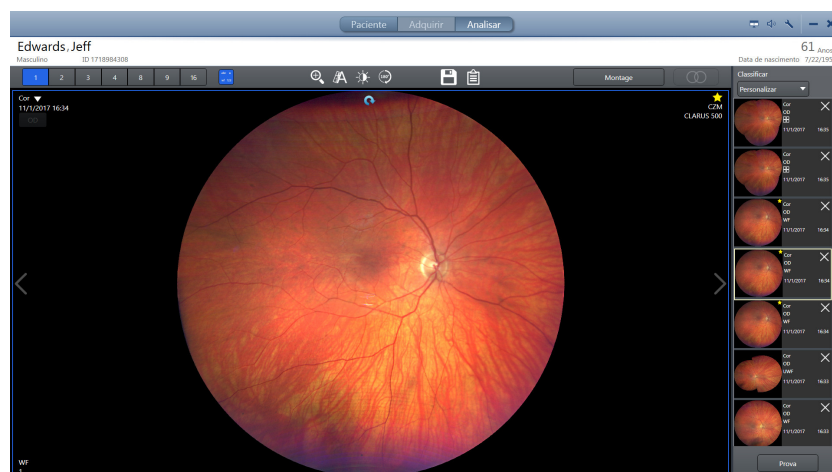 Paciente Adquirir Analisar
Edwards, Jeff
Masculino ID 1718984308
61 Anos
Data de nascimento 7/22/195
1 2 3 4 8 9 16
Montage
Classificar
Personalizar
Cor
11/1/2017 16:34
CZM
CLARUS 500
WF
1
Cor
OD
11/1/2017 16:35
Cor
OD
11/1/2017 16:35
Cor
OD
WF
11/1/2017 16:34
Cor
OD
WF
11/1/2017 16:34
Cor
OD
WF
11/1/2017 16:34
Cor
OD
UWF
11/1/2017 16:33
Cor
OD
WF
11/1/2017 16:33
Prova